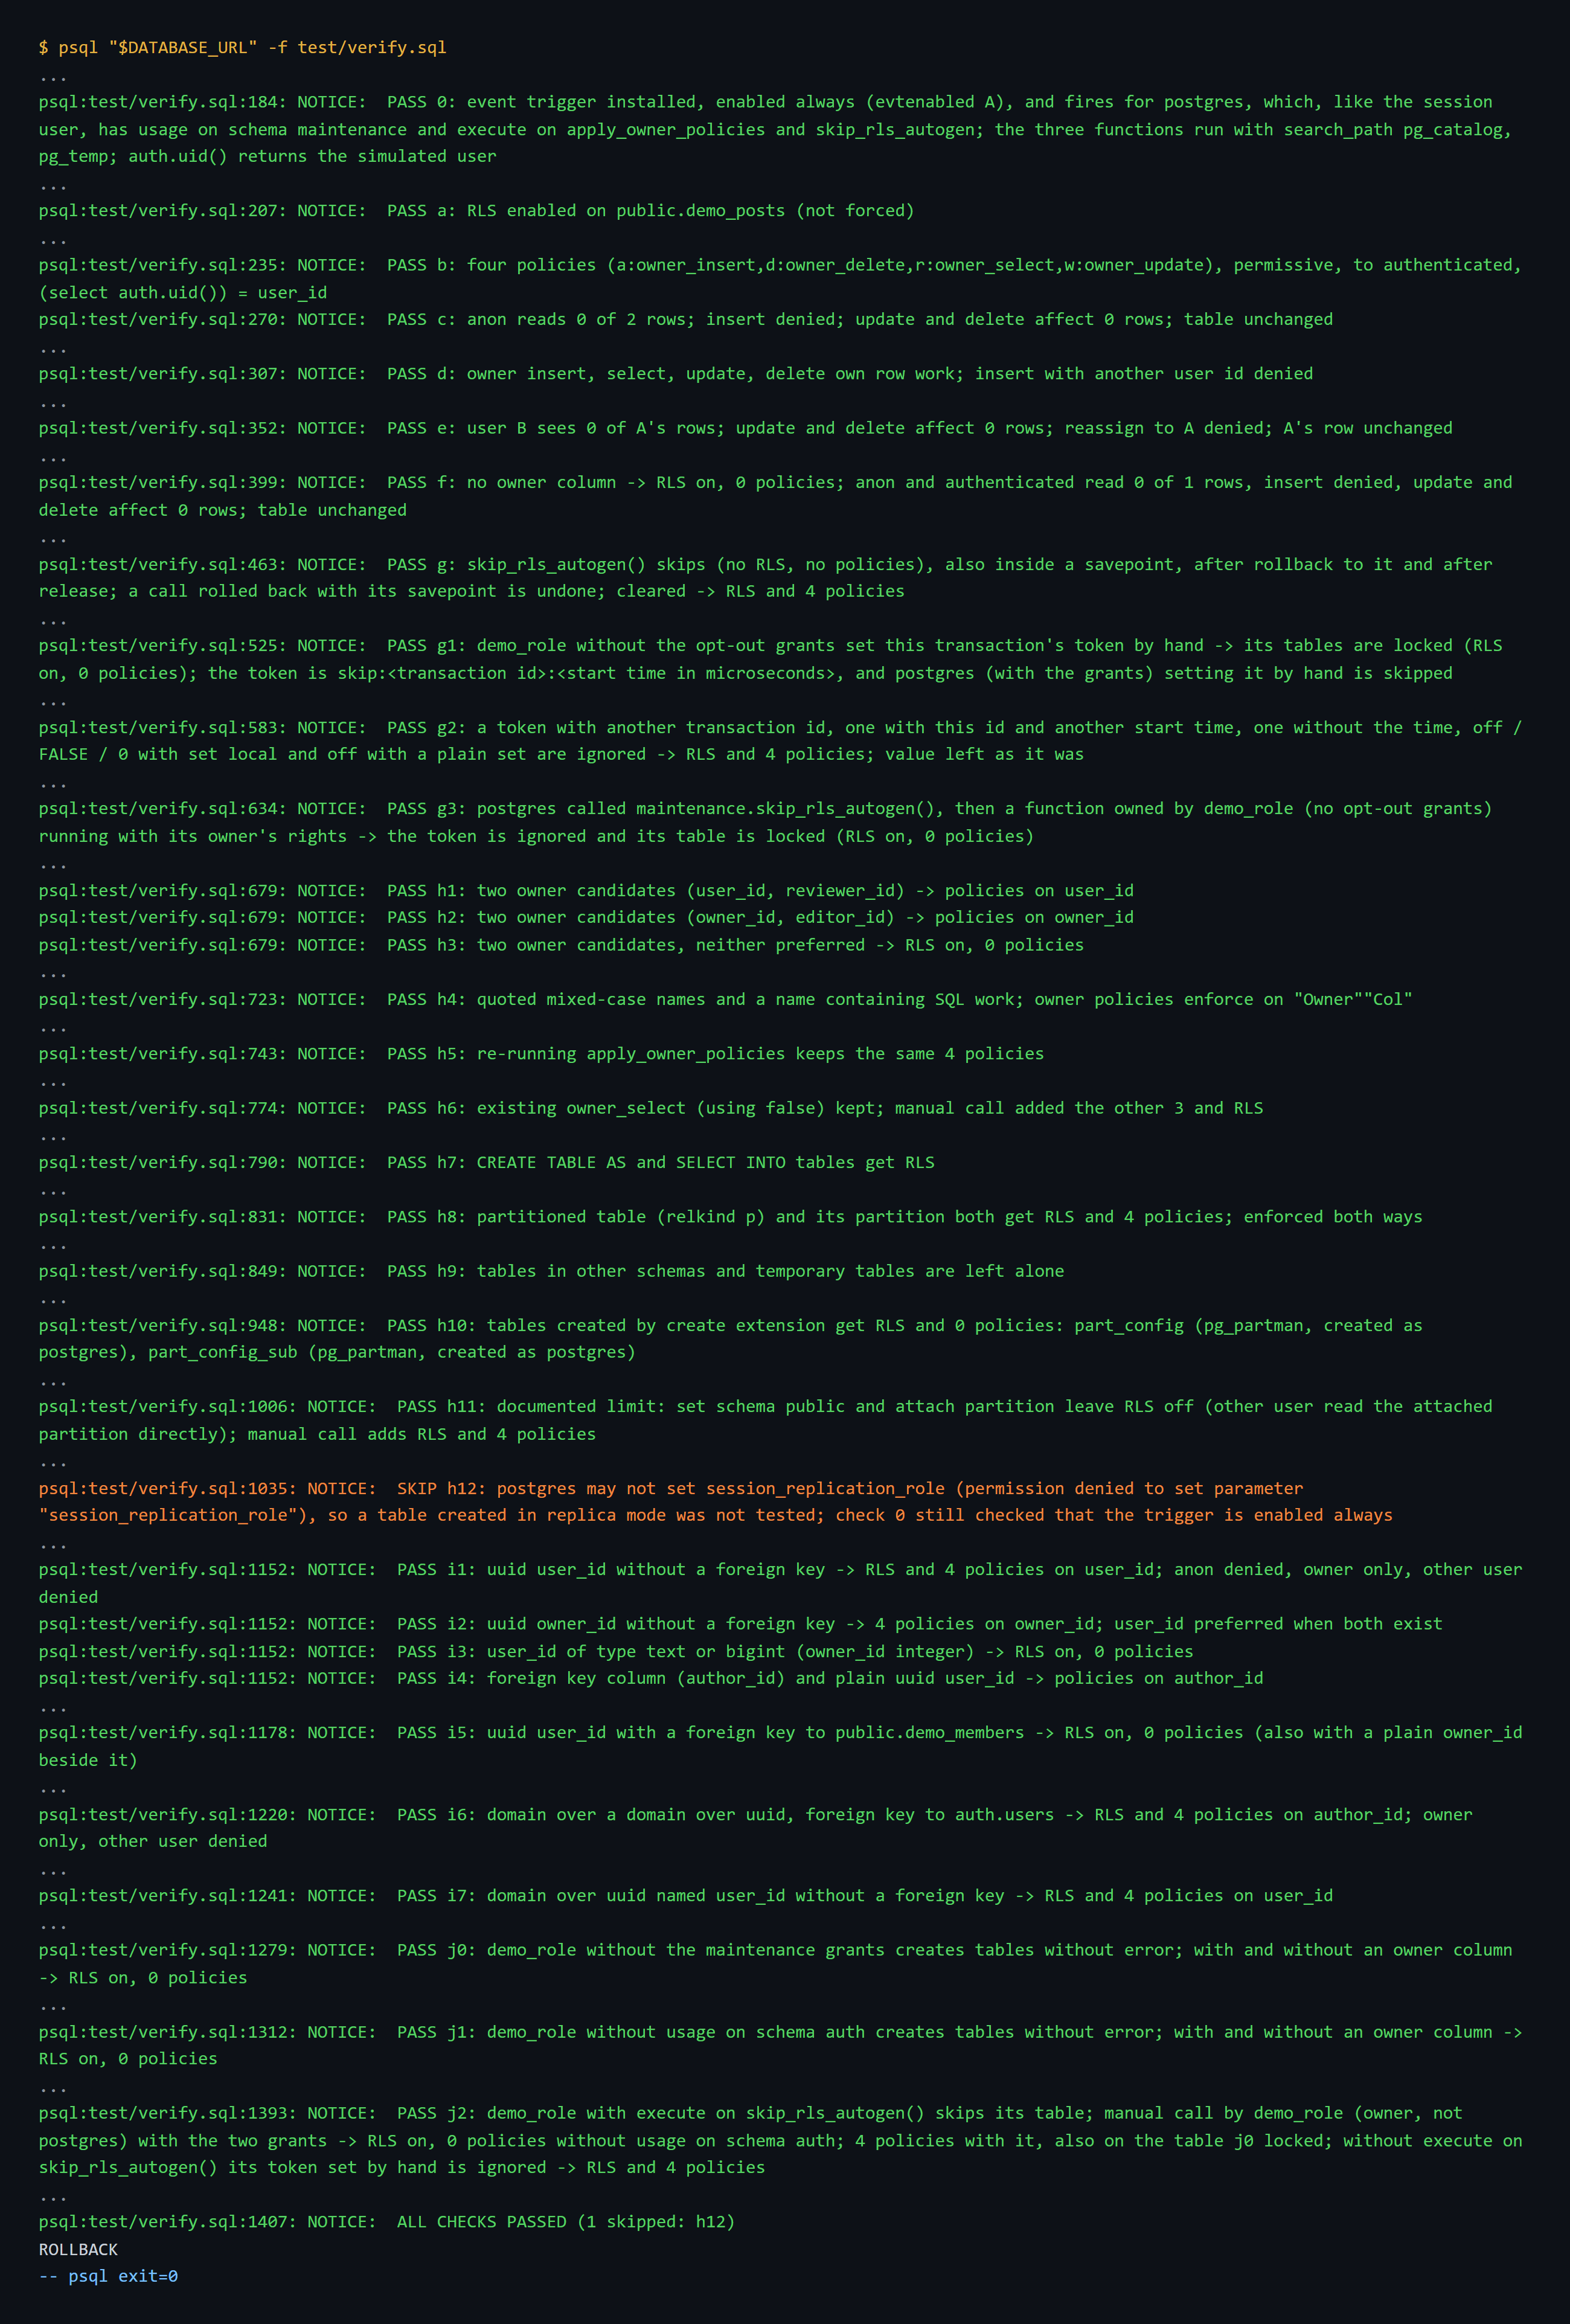 $ psql "$DATABASE_URL" -f test/verify.sql
...
psql:test/verify.sql:184: NOTICE:  PASS 0: event trigger installed, enabled always (evtenabled A), and fires for postgres, which, like the session
user, has usage on schema maintenance and execute on apply_owner_policies and skip_rls_autogen; the three functions run with search_path pg_catalog,
pg_temp; auth.uid() returns the simulated user
...
psql:test/verify.sql:207: NOTICE:  PASS a: RLS enabled on public.demo_posts (not forced)
...
psql:test/verify.sql:235: NOTICE:  PASS b: four policies (a:owner_insert,d:owner_delete,r:owner_select,w:owner_update), permissive, to authenticated,
(select auth.uid()) = user_id
psql:test/verify.sql:270: NOTICE:  PASS c: anon reads 0 of 2 rows; insert denied; update and delete affect 0 rows; table unchanged
...
psql:test/verify.sql:307: NOTICE:  PASS d: owner insert, select, update, delete own row work; insert with another user id denied
...
psql:test/verify.sql:352: NOTICE:  PASS e: user B sees 0 of A's rows; update and delete affect 0 rows; reassign to A denied; A's row unchanged
...
psql:test/verify.sql:399: NOTICE:  PASS f: no owner column -> RLS on, 0 policies; anon and authenticated read 0 of 1 rows, insert denied, update and
delete affect 0 rows; table unchanged
...
psql:test/verify.sql:463: NOTICE:  PASS g: skip_rls_autogen() skips (no RLS, no policies), also inside a savepoint, after rollback to it and after
release; a call rolled back with its savepoint is undone; cleared -> RLS and 4 policies
...
psql:test/verify.sql:525: NOTICE:  PASS g1: demo_role without the opt-out grants set this transaction's token by hand -> its tables are locked (RLS
on, 0 policies); the token is skip:<transaction id>:<start time in microseconds>, and postgres (with the grants) setting it by hand is skipped
...
psql:test/verify.sql:583: NOTICE:  PASS g2: a token with another transaction id, one with this id and another start time, one without the time, off /
FALSE / 0 with set local and off with a plain set are ignored -> RLS and 4 policies; value left as it was
...
psql:test/verify.sql:634: NOTICE:  PASS g3: postgres called maintenance.skip_rls_autogen(), then a function owned by demo_role (no opt-out grants)
running with its owner's rights -> the token is ignored and its table is locked (RLS on, 0 policies)
...
psql:test/verify.sql:679: NOTICE:  PASS h1: two owner candidates (user_id, reviewer_id) -> policies on user_id
psql:test/verify.sql:679: NOTICE:  PASS h2: two owner candidates (owner_id, editor_id) -> policies on owner_id
psql:test/verify.sql:679: NOTICE:  PASS h3: two owner candidates, neither preferred -> RLS on, 0 policies
...
psql:test/verify.sql:723: NOTICE:  PASS h4: quoted mixed-case names and a name containing SQL work; owner policies enforce on "Owner""Col"
...
psql:test/verify.sql:743: NOTICE:  PASS h5: re-running apply_owner_policies keeps the same 4 policies
...
psql:test/verify.sql:774: NOTICE:  PASS h6: existing owner_select (using false) kept; manual call added the other 3 and RLS
...
psql:test/verify.sql:790: NOTICE:  PASS h7: CREATE TABLE AS and SELECT INTO tables get RLS
...
psql:test/verify.sql:831: NOTICE:  PASS h8: partitioned table (relkind p) and its partition both get RLS and 4 policies; enforced both ways
...
psql:test/verify.sql:849: NOTICE:  PASS h9: tables in other schemas and temporary tables are left alone
...
psql:test/verify.sql:948: NOTICE:  PASS h10: tables created by create extension get RLS and 0 policies: part_config (pg_partman, created as
postgres), part_config_sub (pg_partman, created as postgres)
...
psql:test/verify.sql:1006: NOTICE:  PASS h11: documented limit: set schema public and attach partition leave RLS off (other user read the attached
partition directly); manual call adds RLS and 4 policies
...
psql:test/verify.sql:1035: NOTICE:  SKIP h12: postgres may not set session_replication_role (permission denied to set parameter
"session_replication_role"), so a table created in replica mode was not tested; check 0 still checked that the trigger is enabled always
...
psql:test/verify.sql:1152: NOTICE:  PASS i1: uuid user_id without a foreign key -> RLS and 4 policies on user_id; anon denied, owner only, other user
denied
psql:test/verify.sql:1152: NOTICE:  PASS i2: uuid owner_id without a foreign key -> 4 policies on owner_id; user_id preferred when both exist
psql:test/verify.sql:1152: NOTICE:  PASS i3: user_id of type text or bigint (owner_id integer) -> RLS on, 0 policies
psql:test/verify.sql:1152: NOTICE:  PASS i4: foreign key column (author_id) and plain uuid user_id -> policies on author_id
...
psql:test/verify.sql:1178: NOTICE:  PASS i5: uuid user_id with a foreign key to public.demo_members -> RLS on, 0 policies (also with a plain owner_id
beside it)
...
psql:test/verify.sql:1220: NOTICE:  PASS i6: domain over a domain over uuid, foreign key to auth.users -> RLS and 4 policies on author_id; owner
only, other user denied
...
psql:test/verify.sql:1241: NOTICE:  PASS i7: domain over uuid named user_id without a foreign key -> RLS and 4 policies on user_id
...
psql:test/verify.sql:1279: NOTICE:  PASS j0: demo_role without the maintenance grants creates tables without error; with and without an owner column
-> RLS on, 0 policies
...
psql:test/verify.sql:1312: NOTICE:  PASS j1: demo_role without usage on schema auth creates tables without error; with and without an owner column ->
RLS on, 0 policies
...
psql:test/verify.sql:1393: NOTICE:  PASS j2: demo_role with execute on skip_rls_autogen() skips its table; manual call by demo_role (owner, not
postgres) with the two grants -> RLS on, 0 policies without usage on schema auth; 4 policies with it, also on the table j0 locked; without execute on
skip_rls_autogen() its token set by hand is ignored -> RLS and 4 policies
...
psql:test/verify.sql:1407: NOTICE:  ALL CHECKS PASSED (1 skipped: h12)
ROLLBACK
-- psql exit=0